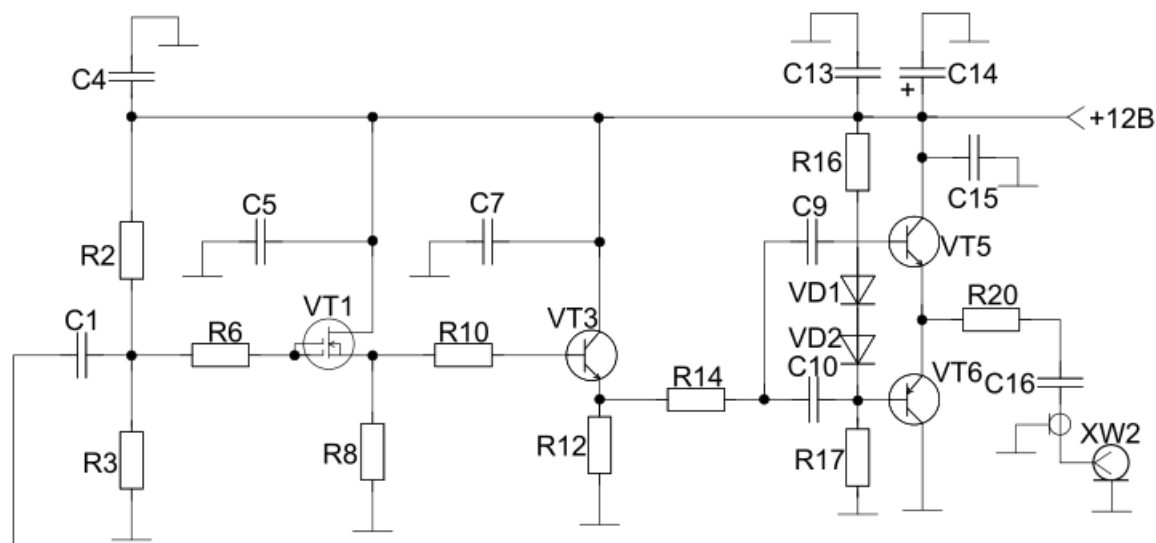 C4
C13
C14
+
+12В
R16
C15
C5
C7
C9
R2
VT5
VT1
VD1
R20
C1
R6
R10
VT3
VD2
R14
C10
VT6
C16
R3
R8
R12
R17
XW2